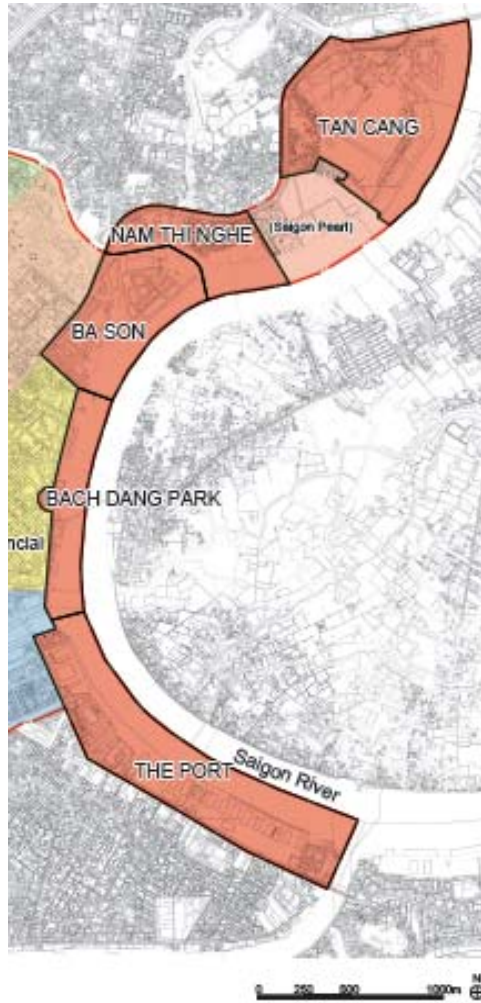 TAN CANG
(Saigon Pearl)
NAM THI NGHE
BA SON
BACH DANG PARK
ncial
THE PORT
Saigon River
N
0 250 500 1000m